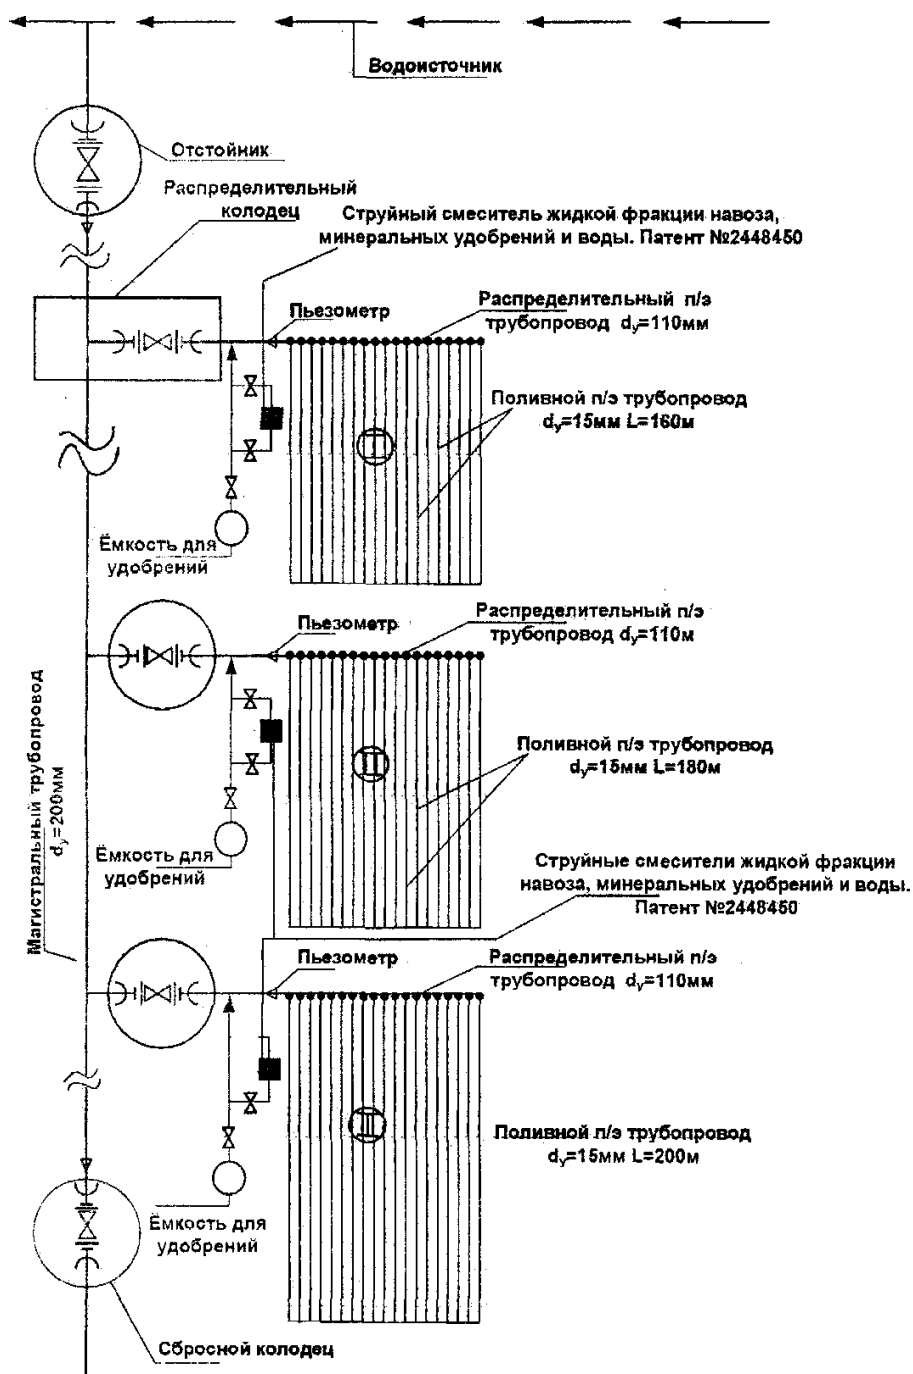 Водоисточник
Отстойник
Распределительный
колодец
Струйный смеситель жидкой фракции навоза,
минеральных удобрений и воды. Патент №2448450
Пьезометр
Распределительный п/э
трубопровод dу=110мм
Поливной п/э трубопровод
dу=15мм L=160м
I
Ёмкость для
удобрений
Пьезометр
Распределительный п/э
трубопровод dу=110м
Поливной п/э трубопровод
dу=15мм L=180м
II
Магистральный трубопровод
dу=200мм
Ёмкость для
удобрений
Струйные смесители жидкой фракции
навоза, минеральных удобрений и воды.
Патент №2448450
Пьезометр
Распределительный п/э
трубопровод dу=110мм
III
Поливной п/э трубопровод
dу=15мм L=200м
Ёмкость для
удобрений
Сбросной колодец